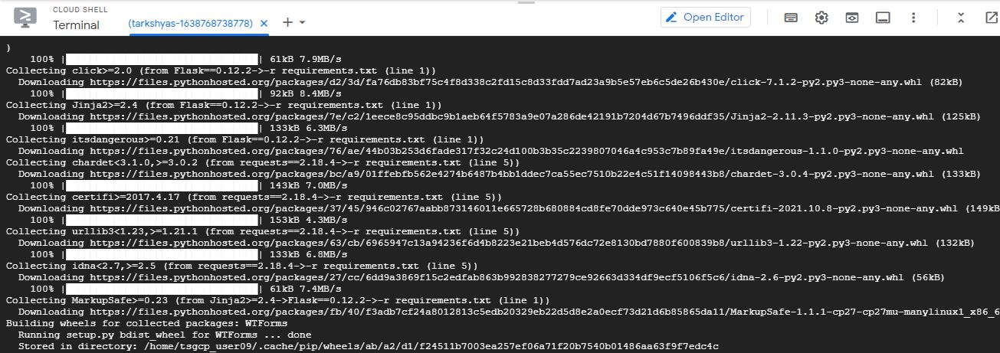 CLOUD SHELL
Terminal
(tarkshyas-1638768738778)
Open Editor
)
100% |████████████████████████████████| 61kB 7.9MB/s
Collecting click>=2.0 (from Flask==0.12.2->-r requirements.txt (line 1))
Downloading https://files.pythonhosted.org/packages/d2/3d/fa76db83bf75c4f8d338c2fd15c8d33fdd7ad23a9b5e57eb6c5de26b430e/click-7.1.2-py2.py3-none-any.whl (82kB)
100% |████████████████████████████████| 92kB 8.4MB/s
Collecting Jinja2>=2.4 (from Flask==0.12.2->-r requirements.txt (line 1))
Downloading https://files.pythonhosted.org/packages/7e/c2/1eece8c95ddbc9b1aeb64f5783a9e07a286de42191b7204d67b7496ddf35/Jinja2-2.11.3-py2.py3-none-any.whl (125kB)
100% |████████████████████████████████| 133kB 6.3MB/s
Collecting itsdangerous>=0.21 (from Flask==0.12.2->-r requirements.txt (line 1))
Downloading https://files.pythonhosted.org/packages/76/ae/44b03b253d6fade317f32c24d100b3b35c2239807046a4c953c7b89fa49e/itsdangerous-1.1.0-py2.py3-none-any.whl
Collecting chardet<3.1.0,>=3.0.2 (from requests==2.18.4->-r requirements.txt (line 5))
Downloading https://files.pythonhosted.org/packages/bc/a9/01ffebfb562e4274b6487b4bb1ddec7ca55ec7510b22e4c51f14098443b8/chardet-3.0.4-py2.py3-none-any.whl (133kB)
100% |████████████████████████████████| 143kB 7.0MB/s
Collecting certifi>=2017.4.17 (from requests==2.18.4->-r requirements.txt (line 5))
Downloading https://files.pythonhosted.org/packages/37/45/946c02767aabb873146011e665728b680884cd8fe70dde973c640e45b775/certifi-2021.10.8-py2.py3-none-any.whl (149kB
100% |████████████████████████████████| 153kB 4.3MB/s
Collecting urllib3<1.23,>=1.21.1 (from requests==2.18.4->-r requirements.txt (line 5))
Downloading https://files.pythonhosted.org/packages/63/cb/6965947c13a94236f6d4b8223e21beb4d576dc72e8130bd7880f600839b8/urllib3-1.22-py2.py3-none-any.whl (132kB)
100% |████████████████████████████████| 133kB 6.8MB/s
Collecting idna<2.7,>=2.5 (from requests==2.18.4->-r requirements.txt (line 5))
Downloading https://files.pythonhosted.org/packages/27/cc/6dd9a3869f15c2edfab863b992838277279ce92663d334df9ecf5106f5c6/idna-2.6-py2.py3-none-any.whl (56kB)
100% |████████████████████████████████| 61kB 7.4MB/s
Collecting MarkupSafe>=0.23 (from Jinja2>=2.4->Flask==0.12.2->-r requirements.txt (line 1))
Downloading https://files.pythonhosted.org/packages/fb/40/f3adb7cf24a8012813c5edb20329eb22d5d8e2a0ecf73d21d6b85865da11/MarkupSafe-1.1.1-cp27-cp27mu-manylinux1_x86_6
Building wheels for collected packages: WTForms
Running setup.py bdist_wheel for WTForms ... done
Stored in directory: /home/tsgcp_user09/.cache/pip/wheels/ab/a2/d1/f24511b7003ea257ef06a71f20b7540b01486aa63f9f7edc4c